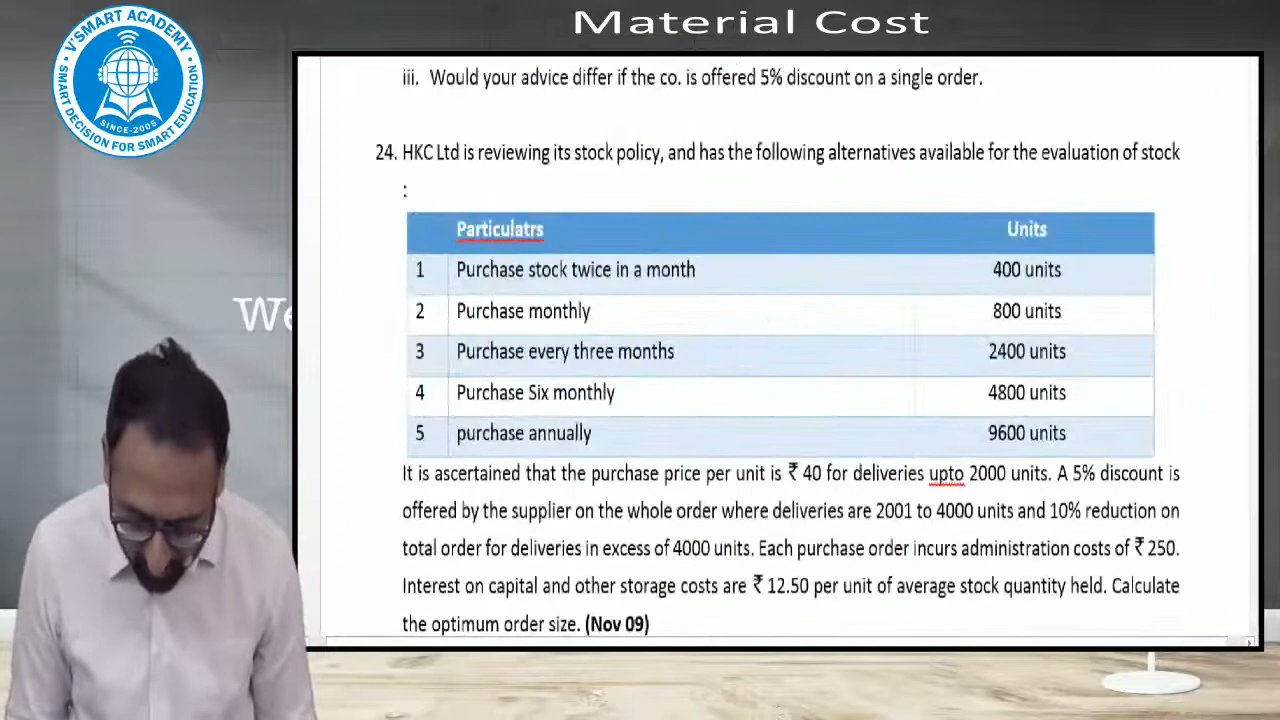 Material Cost
V'SMART ACADEMY
SMART DECISION FOR SMART EDUCATION
SINCE-2005
We
iii. Would your advice differ if the co. is offered 5% discount on a single order.
24. HKC Ltd is reviewing its stock policy, and has the following alternatives available for the evaluation of stock
:
Particulatrs Units
1 Purchase stock twice in a month 400 units
2 Purchase monthly 800 units
3 Purchase every three months 2400 units
4 Purchase Six monthly 4800 units
5 purchase annually 9600 units
It is ascertained that the purchase price per unit is ₹ 40 for deliveries upto 2000 units. A 5% discount is
offered by the supplier on the whole order where deliveries are 2001 to 4000 units and 10% reduction on
total order for deliveries in excess of 4000 units. Each purchase order incurs administration costs of ₹ 250.
Interest on capital and other storage costs are ₹ 12.50 per unit of average stock quantity held. Calculate
the optimum order size. (Nov 09)